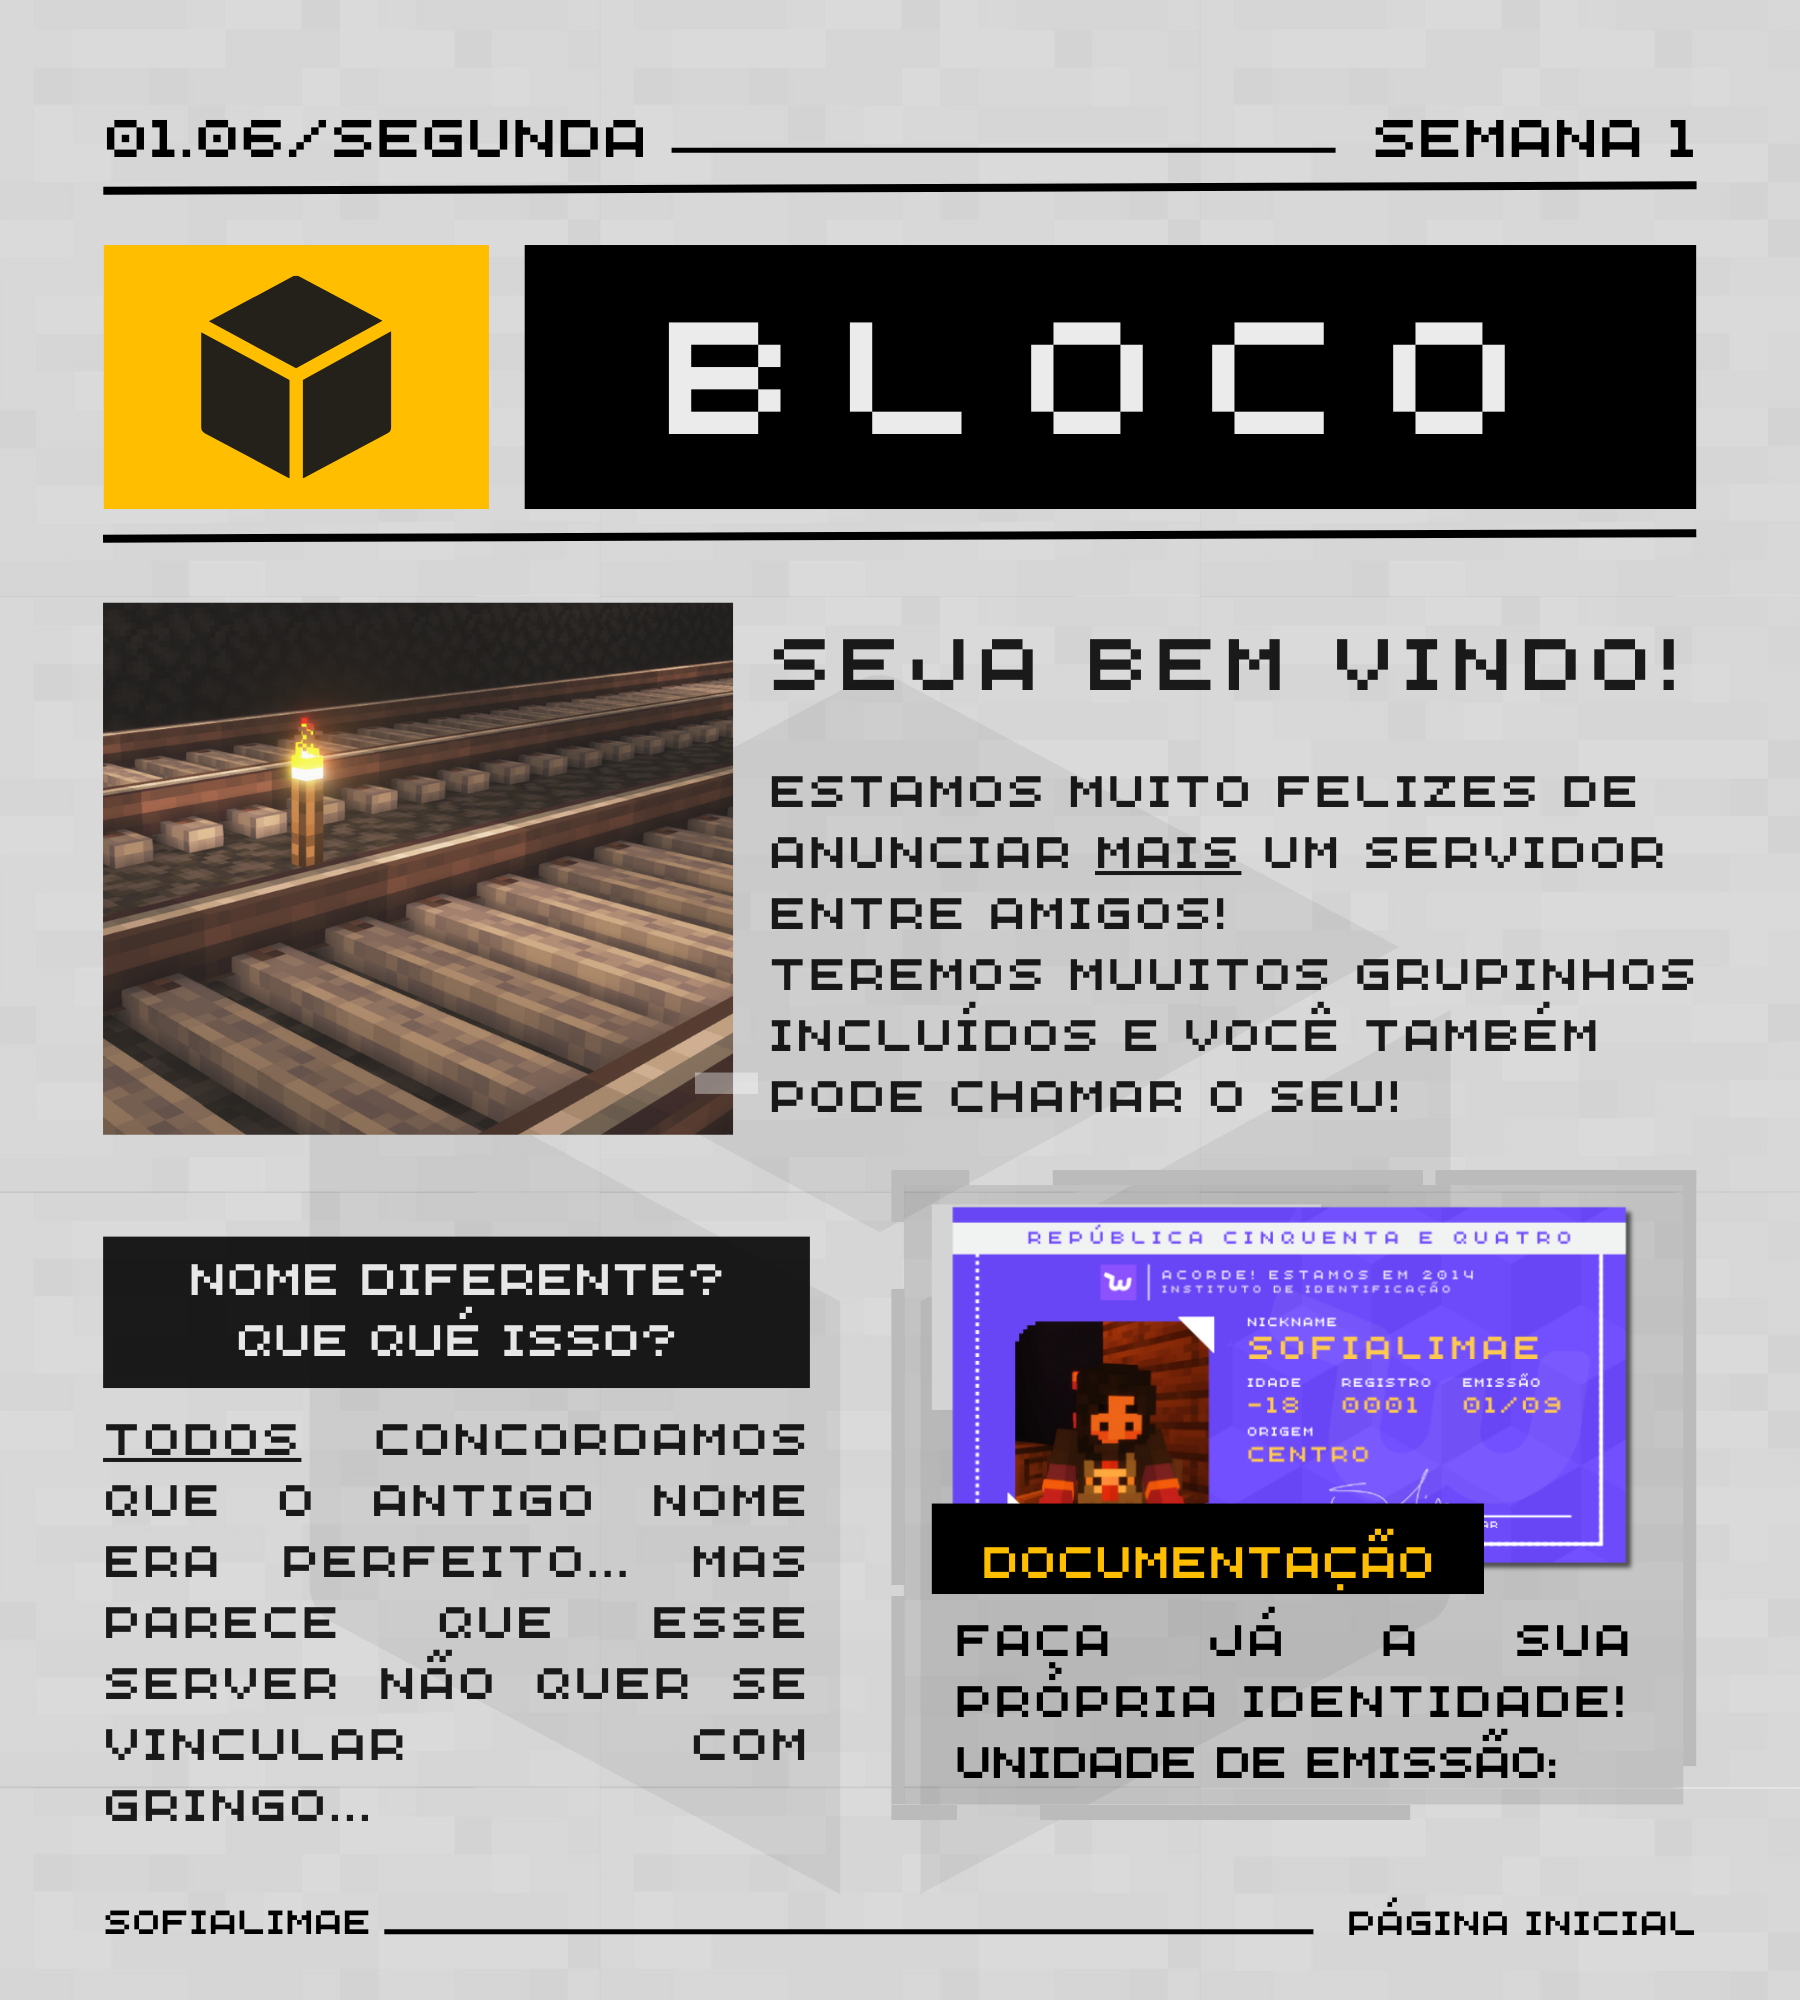 01.06/SEGUNDA
SEMANA 1
BLOCO
SEJA BEM VINDO!
ESTAMOS MUITO FELIZES DE
ANUNCIAR MAIS UM SERVIDOR
ENTRE AMIGOS!
TEREMOS MUUITOS GRUPINHOS
INCLUÍDOS E VOCÊ TAMBÉM
PODE CHAMAR O SEU!
NOME DIFERENTE?
QUE QUÉ ISSO?
TODOS CONCORDAMOS
QUE O ANTIGO NOME
ERA PERFEITO... MAS
PARECE QUE ESSE
SERVER NÃO QUER SE
VINCULAR COM
GRINGO...
REPÚBLICA CINQUENTA E QUATRO
W
ACORDE! ESTAMOS EM 2014
INSTITUTO DE IDENTIFICAÇÃO
NICKNAME
SOFIALIMAE
IDADE REGISTRO EMISSÃO
-18 0001 01/09
ORIGEM
CENTRO
DOCUMENTAÇÃO
FAÇA JÁ A SUA
PRÓPRIA IDENTIDADE!
UNIDADE DE EMISSÃO:
SOFIALIMAE
PÁGINA INICIAL